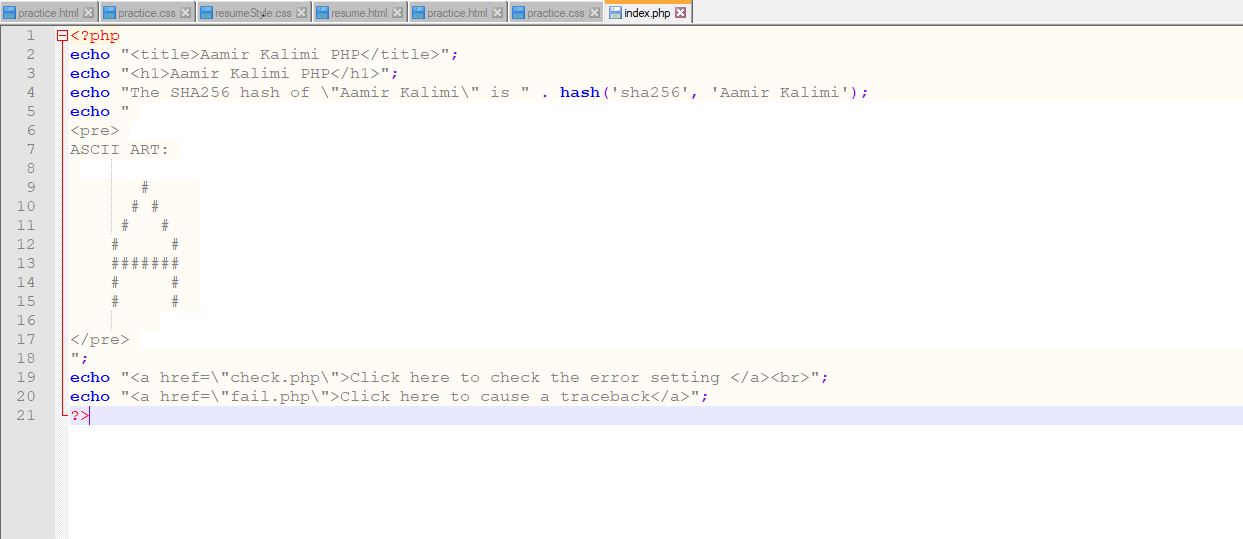 practice.html practice.css resumeStyle.css resume.html practice.html practice.css index.php
1 <?php
2 echo "<title>Aamir Kalimi PHP</title>";
3 echo "<h1>Aamir Kalimi PHP</h1>";
4 echo "The SHA256 hash of \"Aamir Kalimi\" is " . hash('sha256', 'Aamir Kalimi');
5 echo "
6 <pre>
7 ASCII ART:
8
9        #
10       # #
11      #   #
12     #     #
13     #######
14     #     #
15     #     #
16
17 </pre>
18 ";
19 echo "<a href=\"check.php\">Click here to check the error setting </a><br>";
20 echo "<a href=\"fail.php\">Click here to cause a traceback</a>";
21 ?>